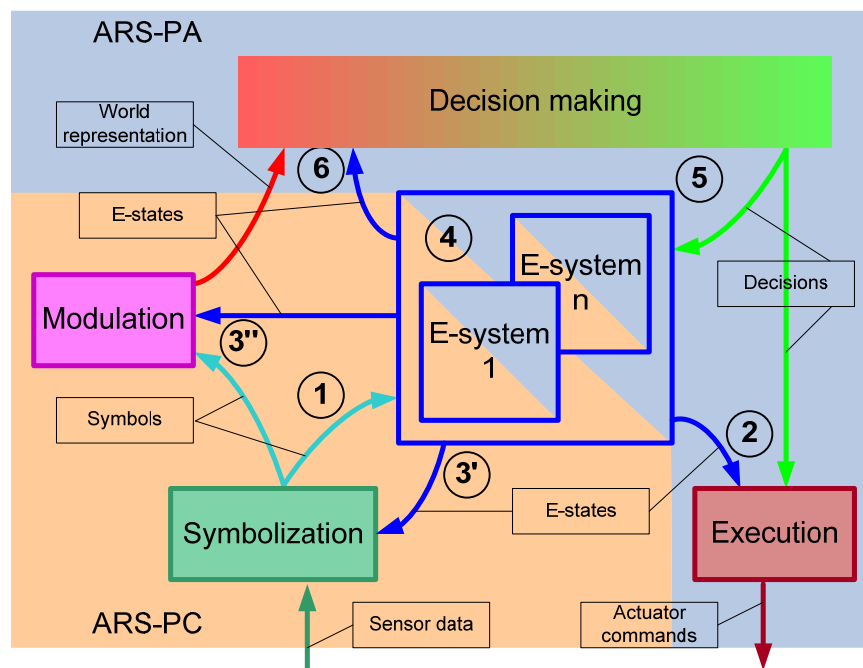 ARS-PA
Decision making
World
representation
6
5
E-states
4
E-system
n
Decisions
Modulation
3''
E-system
1
1
Symbols
2
3'
Symbolization
E-states
Execution
ARS-PC
Sensor data
Actuator
commands